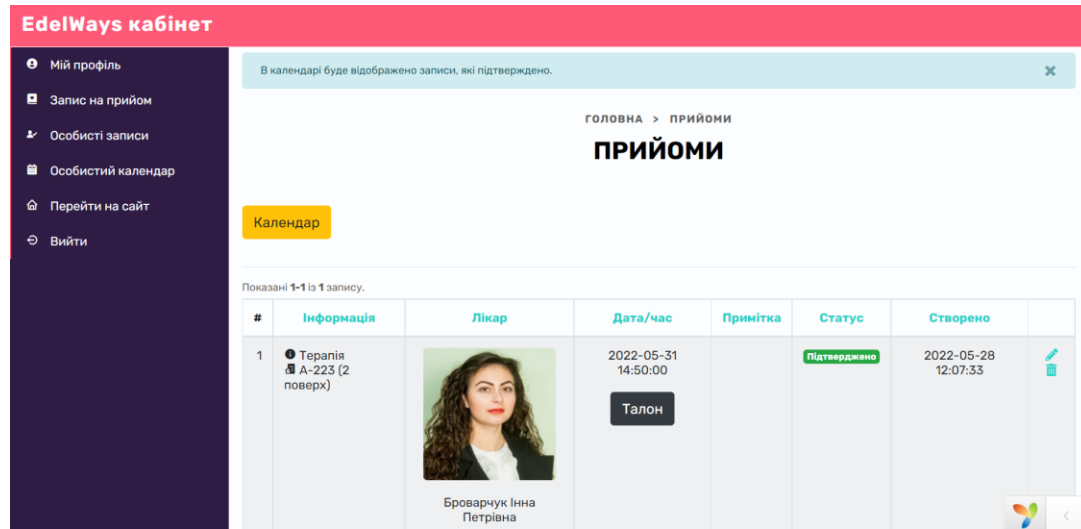 EdelWays кабінет
Мій профіль
Запис на прийом
Особисті записи
Особистий календар
Перейти на сайт
Вийти
В календарі буде відображено записи, які підтверджено.
ГОЛОВНА > ПРИЙОМИ
ПРИЙОМИ
Календар
Показані 1-1 із 1 запису.
# Інформація Лікар Дата/час Примітка Статус Створено
1 Терапія
А-223 (2
поверх)
Броварчук Інна
Петрівна
2022-05-31
14:50:00
Талон
Підтверджено
2022-05-28
12:07:33